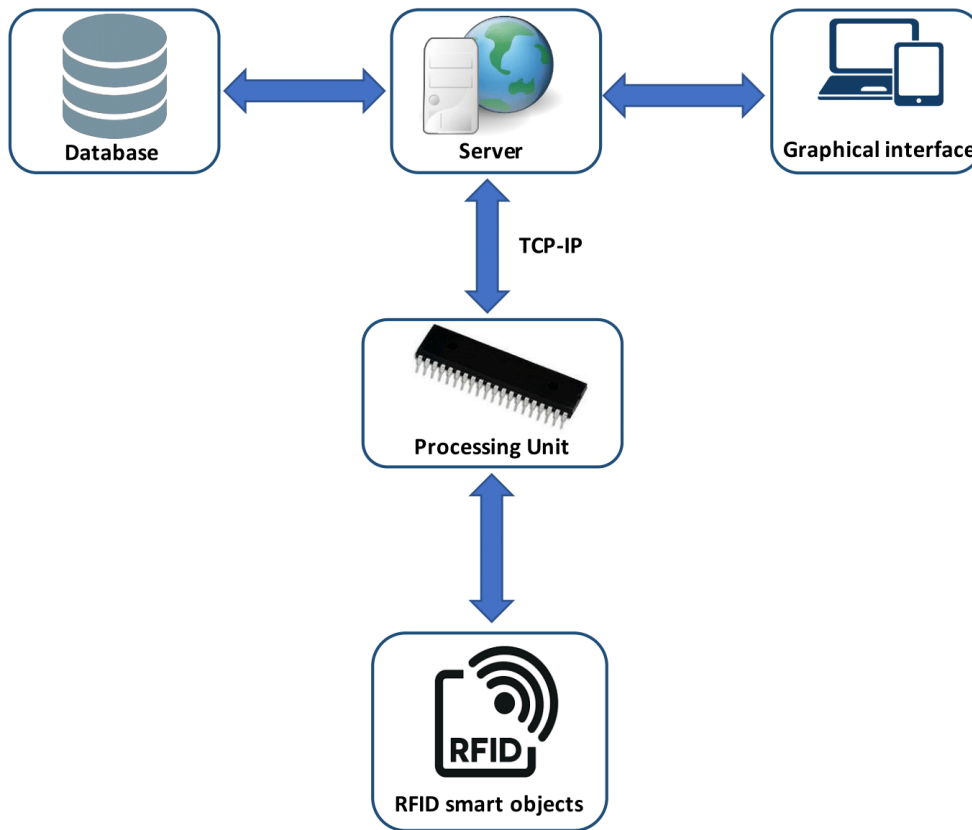 Database
Server
Graphical interface
TCP-IP
Processing Unit
RFID
RFID smart objects